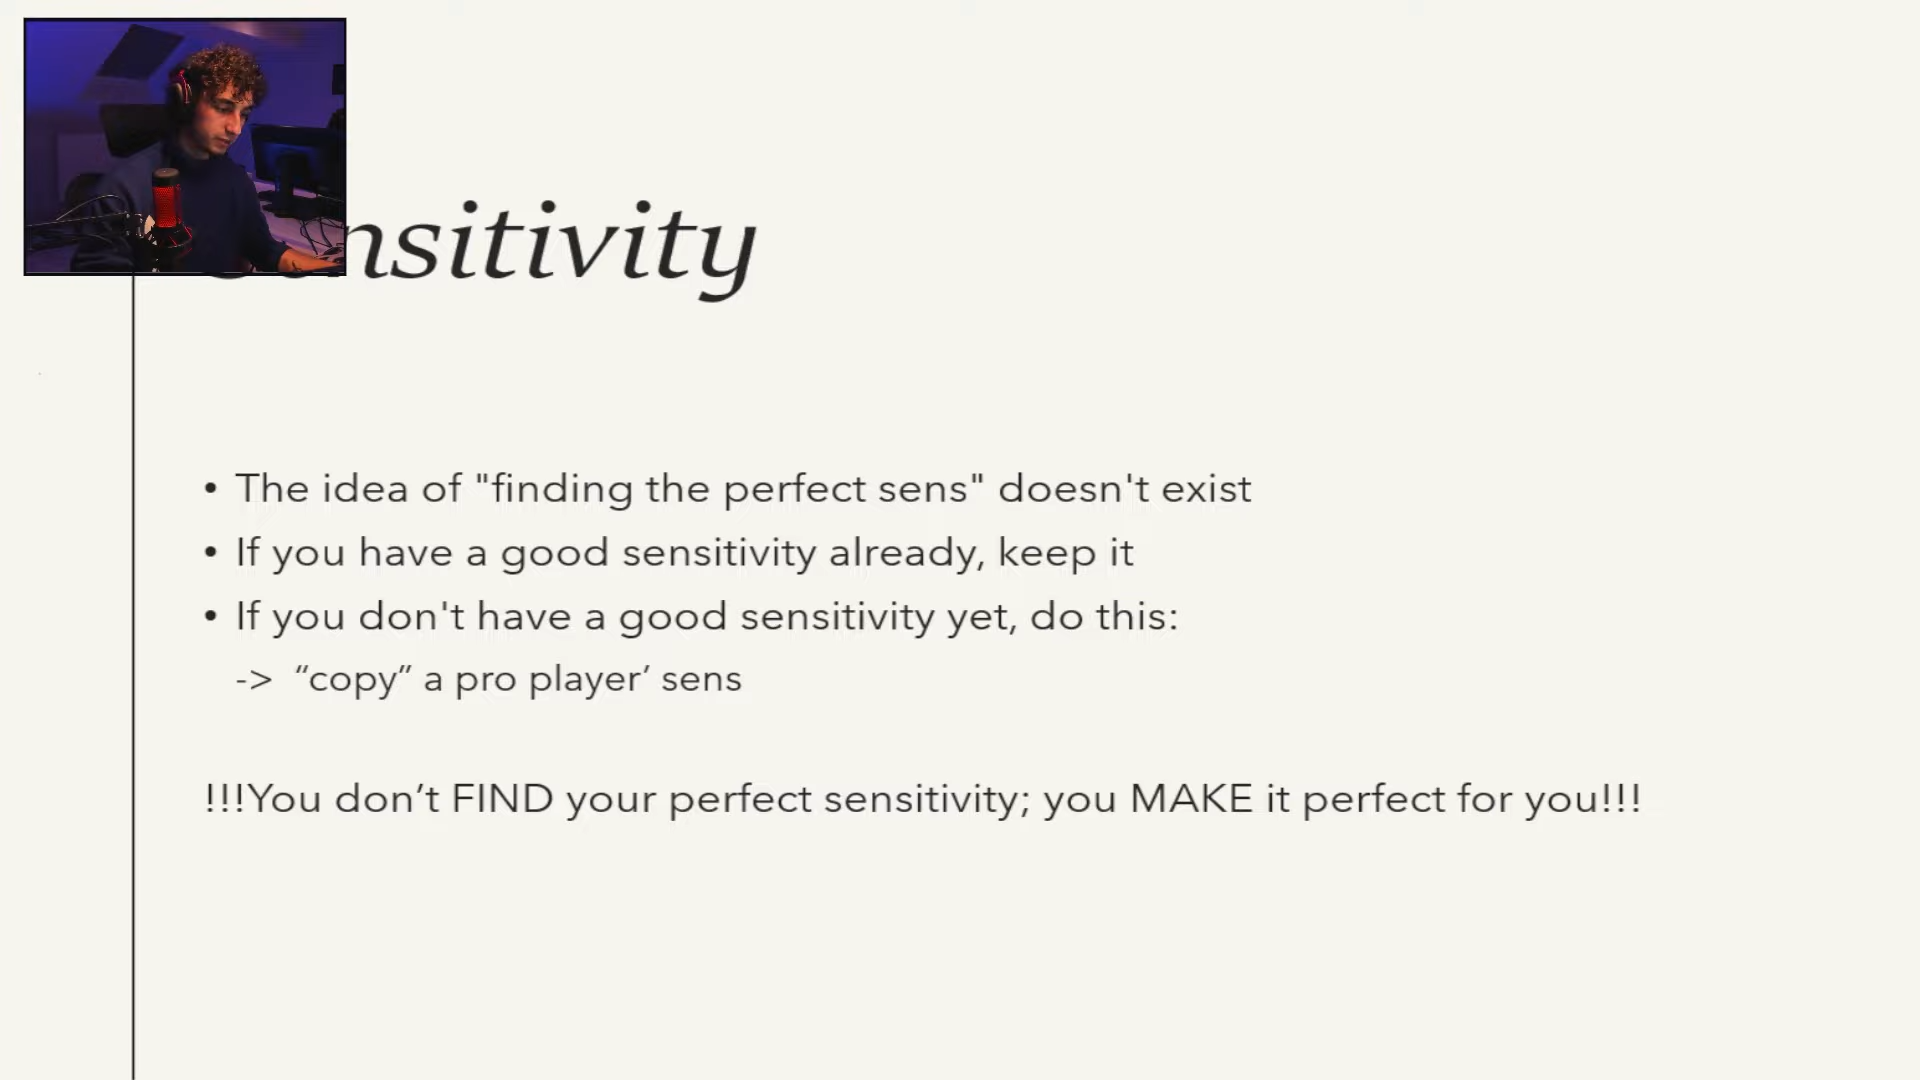 nsitivity
• The idea of "finding the perfect sens" doesn't exist
• If you have a good sensitivity already, keep it
• If you don't have a good sensitivity yet, do this:
-> “copy” a pro player’ sens
!!!You don’t FIND your perfect sensitivity; you MAKE it perfect for you!!!